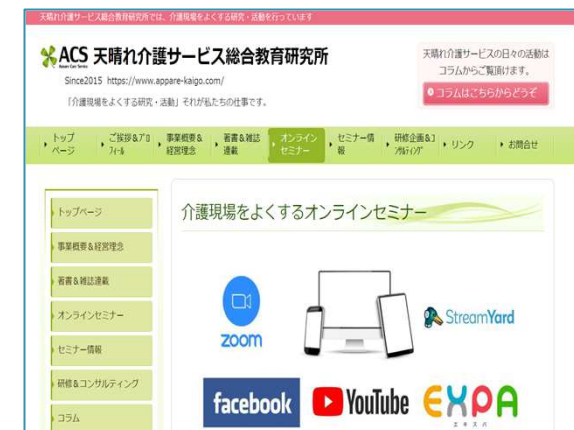 天晴れ介護サービス総合教育研究所では、介護現場をよくする研究・活動を行っています
ACS 天晴れ介護サービス総合教育研究所
Appare Care Service
Since2015 https://www.appare-kaigo.com/
「介護現場をよくする研究・活動」それが私たちの仕事です。
天晴れ介護サービスの日々の活動は
コラムからご覧頂けます。
コラムはこちらからどうぞ
トップ
ページ
ご挨拶&プロ
フィール
事業概要&
経営理念
著書&雑誌
連載
オンライン
セミナー
セミナー情
報
研修企画&コ
ンサルティング
リンク
お問合せ
トップページ
事業概要&経営理念
著書&雑誌連載
オンラインセミナー
セミナー情報
研修&コンサルティング
コラム
介護現場をよくするオンラインセミナー
zoom
StreamYard
facebook
YouTube
EXPA
エキスパ